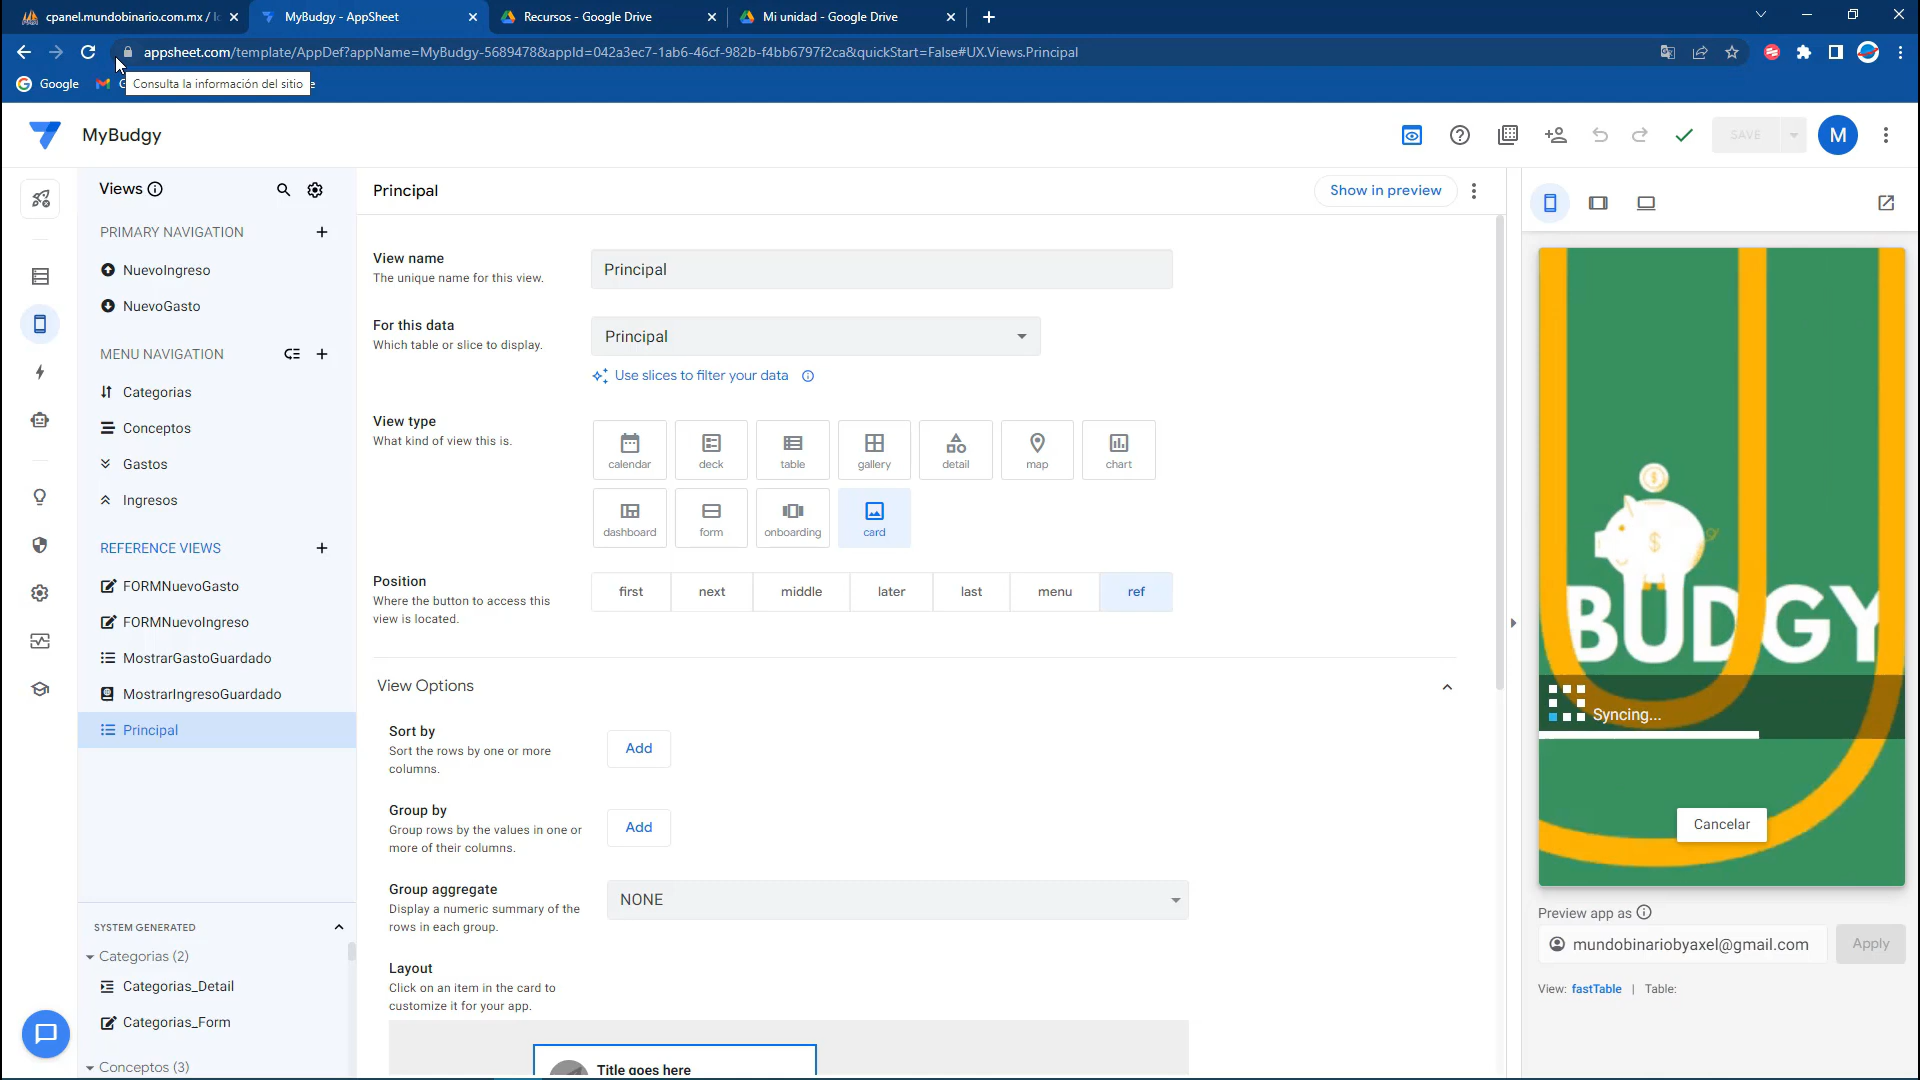 cpanel.mundobinario.com.mx / Ic
MyBudgy - AppSheet
Recursos - Google Drive
Mi unidad - Google Drive
appsheet.com/template/AppDef?appName=MyBudgy-5689478&appId=042a3ec7-1ab6-46cf-982b-f4bb6797f2ca&quickStart=False#UX.Views.Principal
Google
Consulta la información del sitio
MyBudgy
SAVE
M
Views
Principal
Show in preview
PRIMARY NAVIGATION
NuevoIngreso
NuevoGasto
MENU NAVIGATION
Categorias
Conceptos
Gastos
Ingresos
REFERENCE VIEWS
FORMNuevoGasto
FORMNuevoIngreso
MostrarGastoGuardado
MostrarIngresoGuardado
Principal
SYSTEM GENERATED
Categorias (2)
Categorias_Detail
Categorias_Form
Conceptos (3)
View name
The unique name for this view.
Principal
For this data
Which table or slice to display.
Principal
Use slices to filter your data
View type
What kind of view this is.
calendar
deck
table
gallery
detail
map
chart
dashboard
form
onboarding
card
Position
Where the button to access this
view is located.
first
next
middle
later
last
menu
ref
View Options
Sort by
Sort the rows by one or more
columns.
Add
Group by
Group rows by the values in one or
more of their columns.
Add
Group aggregate
Display a numeric summary of the
rows in each group.
NONE
Layout
Click on an item in the card to
customize it for your app.
Title goes here
BUDGY
Syncing...
Cancelar
Preview app as
mundobinariobyaxel@gmail.com
Apply
View: fastTable | Table: